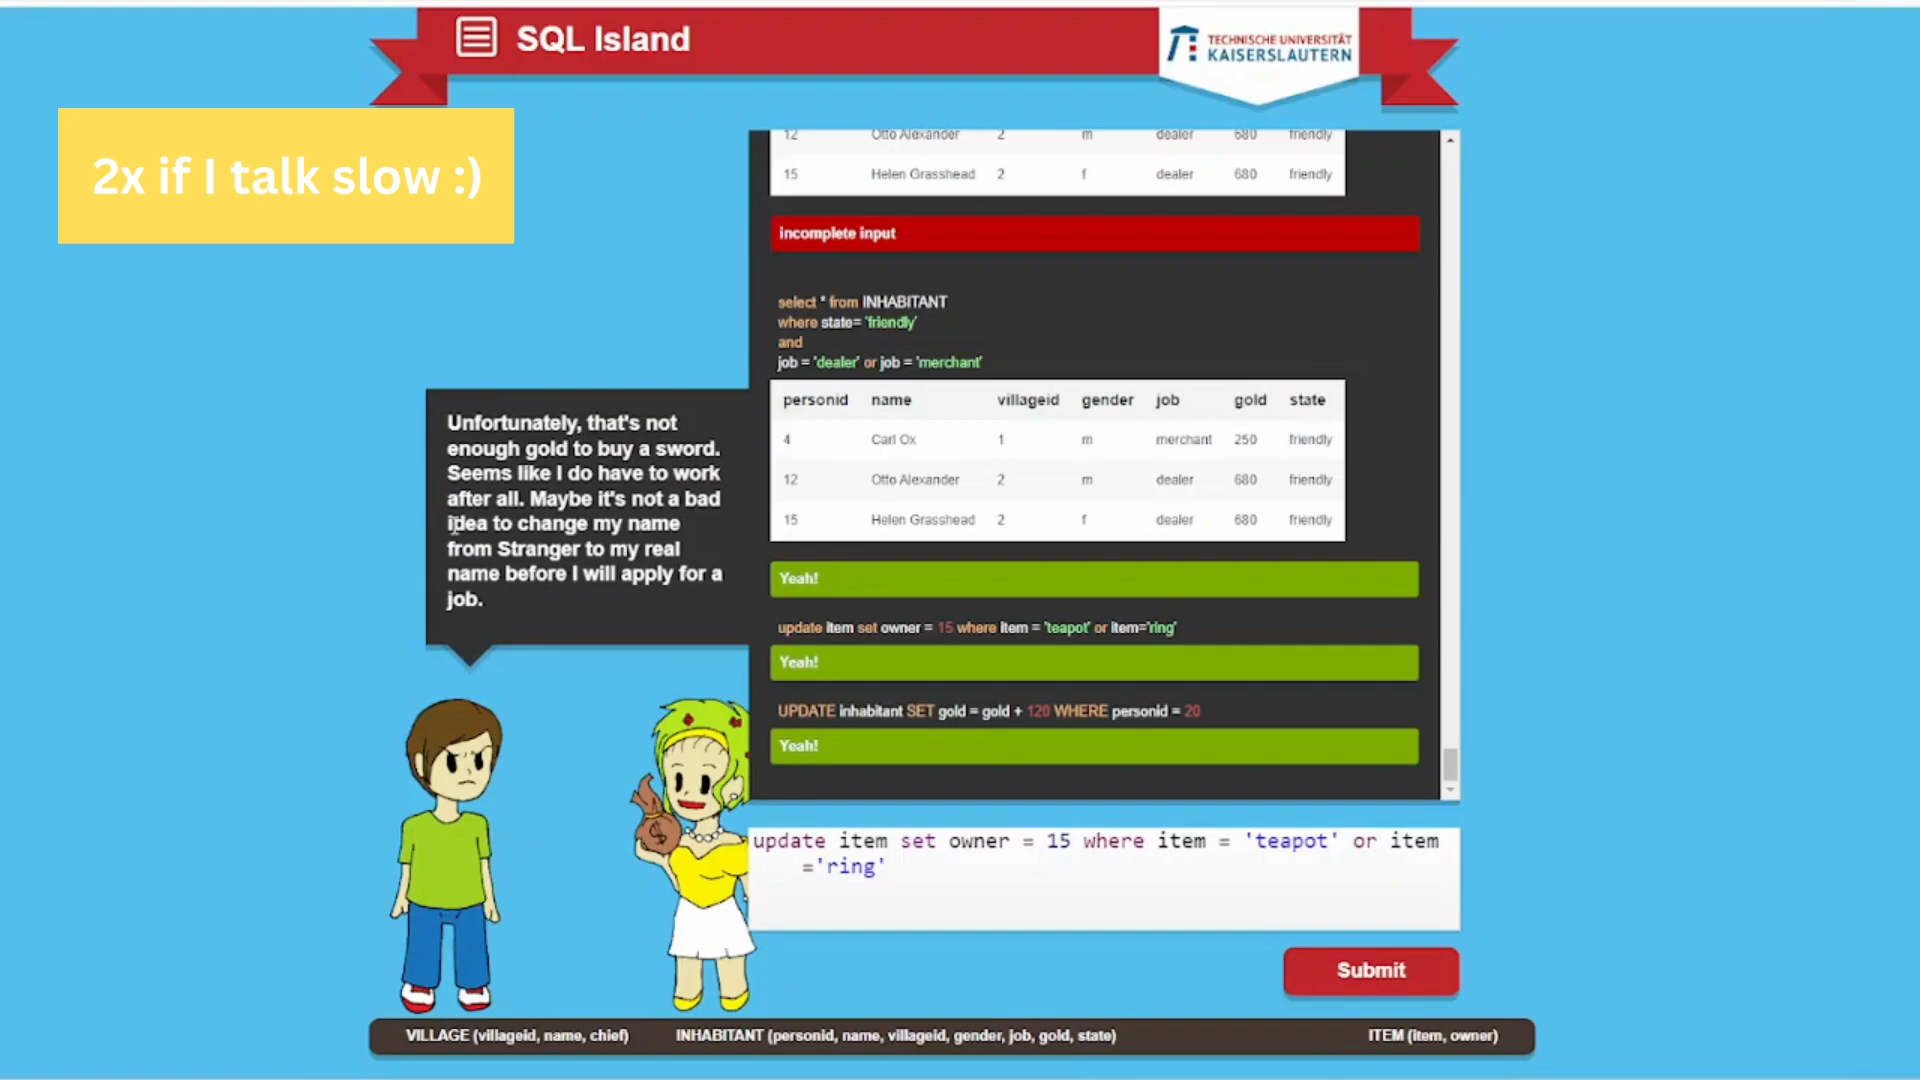 SQL Island
TECHNISCHE UNIVERSITÄT
KAISERSLAUTERN
2x if I talk slow :)
12 Otto Alexander 2 m dealer 680 friendly
15 Helen Grasshead 2 f dealer 680 friendly
incomplete input
select * from INHABITANT
where state= 'friendly'
and
job = 'dealer' or job = 'merchant'
personid name villageid gender job gold state
4 Carl Ox 1 m merchant 250 friendly
12 Otto Alexander 2 m dealer 680 friendly
15 Helen Grasshead 2 f dealer 680 friendly
Yeah!
update item set owner = 15 where item = 'teapot' or item='ring'
Yeah!
UPDATE inhabitant SET gold = gold + 120 WHERE personid = 20
Yeah!
Unfortunately, that's not
enough gold to buy a sword.
Seems like I do have to work
after all. Maybe it's not a bad
idea to change my name
from Stranger to my real
name before I will apply for a
job.
update item set owner = 15 where item = 'teapot' or item
='ring'
Submit
VILLAGE (villageid, name, chief) INHABITANT (personid, name, villageid, gender, job, gold, state) ITEM (item, owner)